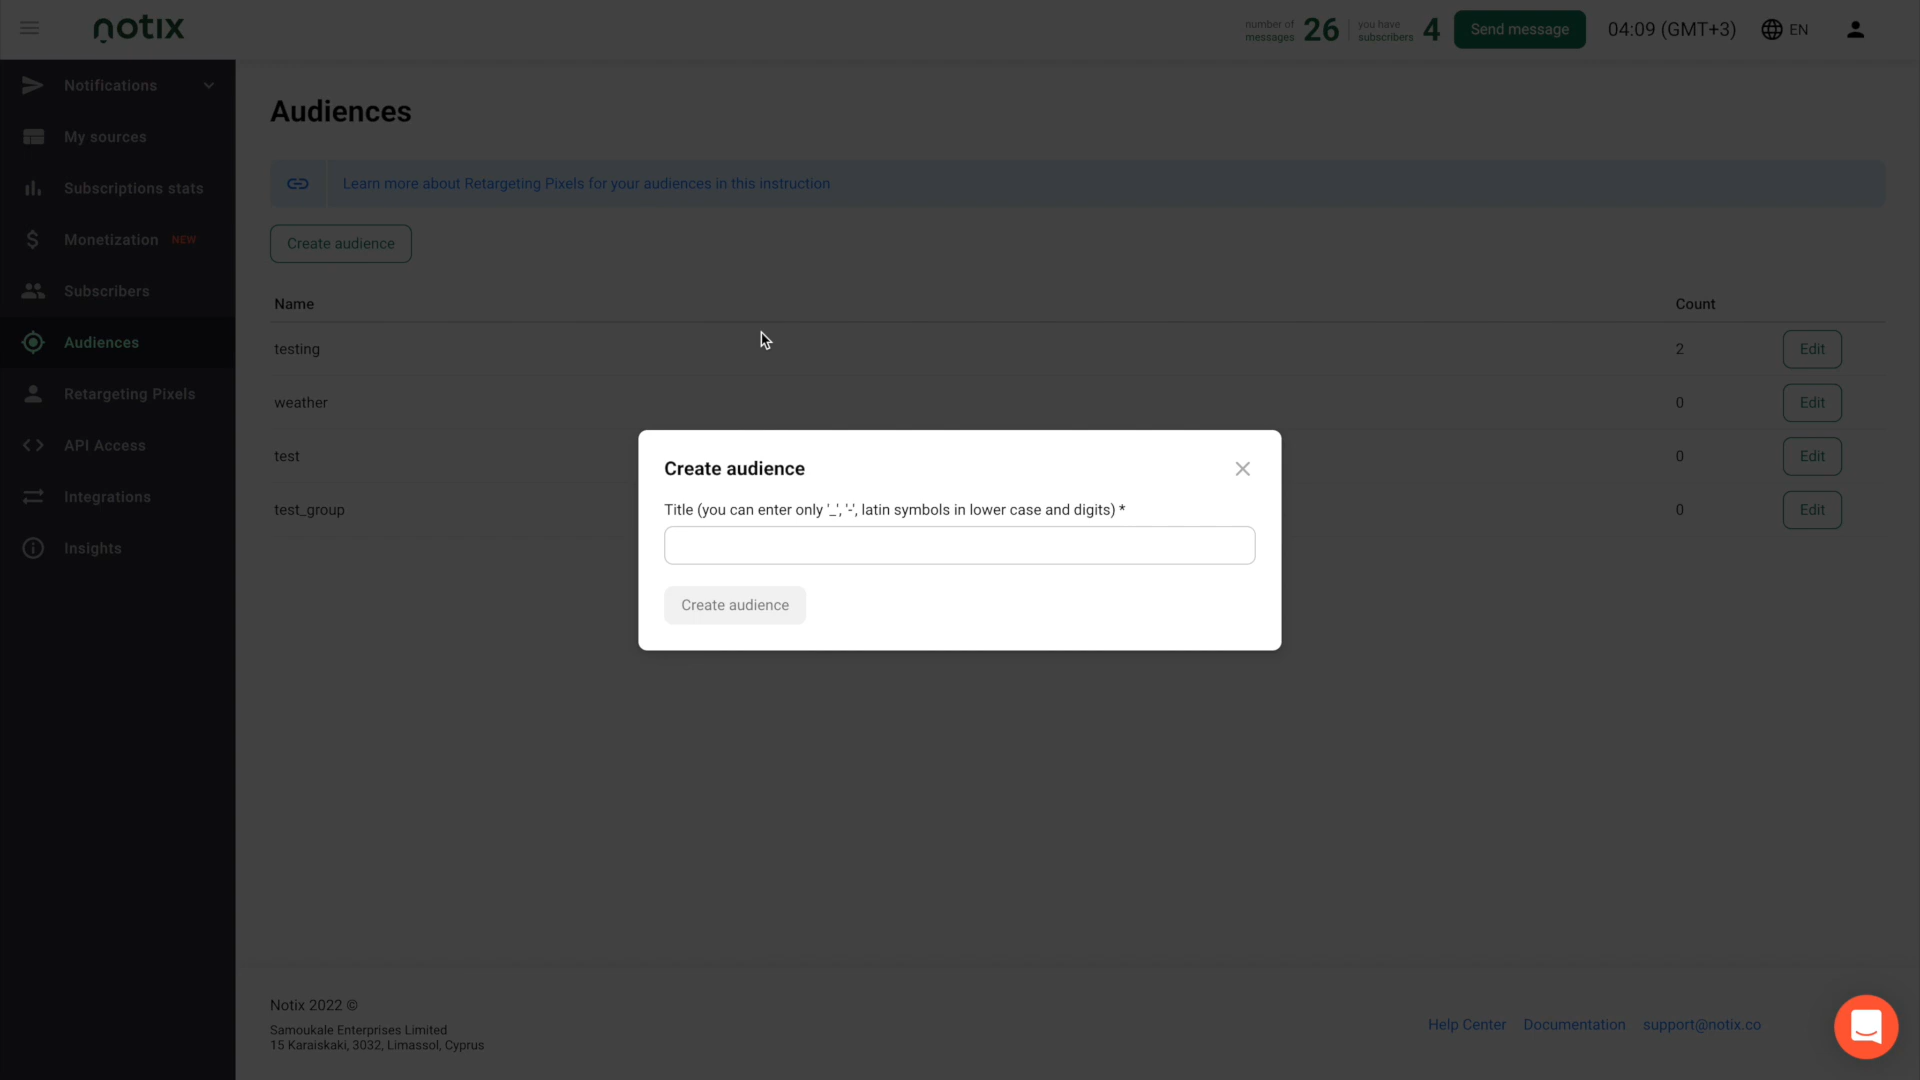 notix
number of
messages
26
you have
subscribers
4
Send message
04:09 (GMT+3)
EN
Notifications
My sources
Subscriptions stats
Monetization NEW
Subscribers
Audiences
Retargeting Pixels
API Access
Integrations
Insights
Audiences
Learn more about Retargeting Pixels for your audiences in this instruction
Create audience
Name Count
testing 2 Edit
weather 0 Edit
test 0 Edit
test_group 0 Edit
Create audience
Title (you can enter only '_', '-', latin symbols in lower case and digits) *
Create audience
Notix 2022 ©
Samoukale Enterprises Limited
15 Karaiskaki, 3032, Limassol, Cyprus
Help Center Documentation support@notix.co